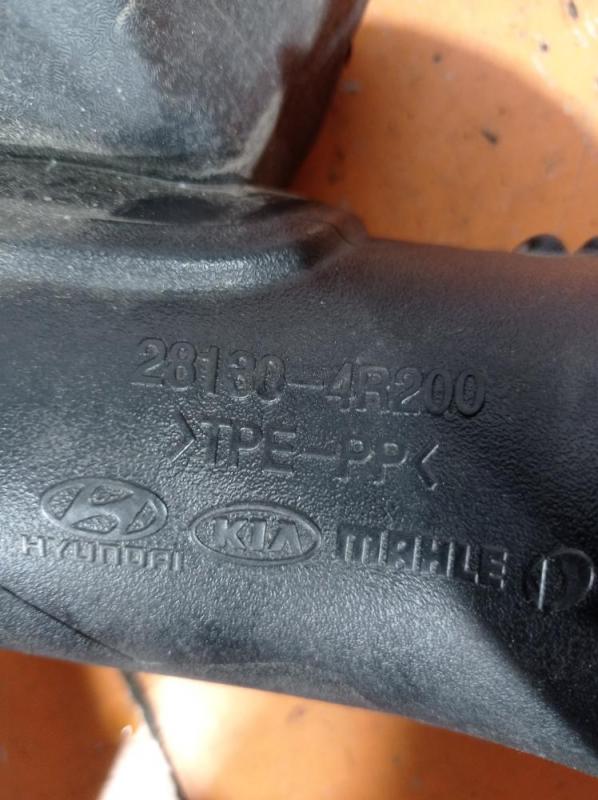 28130-4R200
>TPE-PP<
HYUNDAI KIA MAHLE